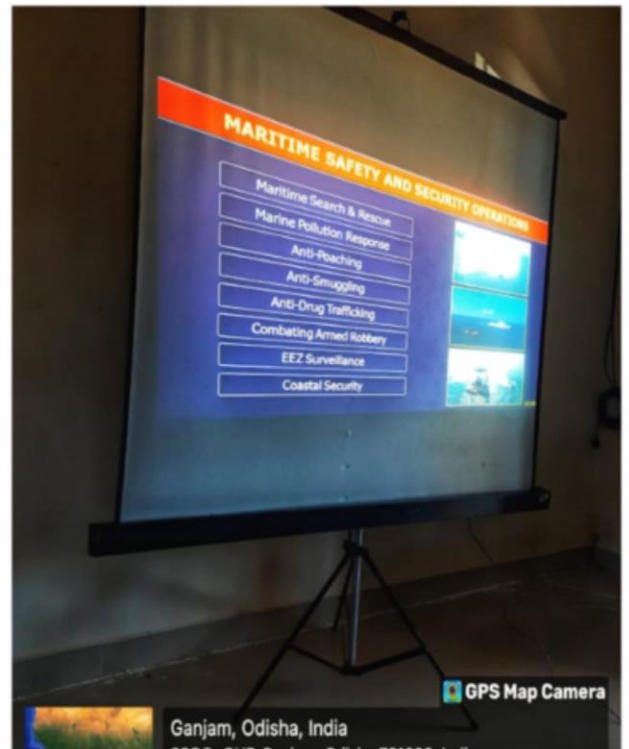 MARITIME SAFETY AND SECURITY OPERATIONS
Maritime Search & Rescue
Marine Pollution Response
Anti-Poaching
Anti-Smuggling
Anti-Drug Trafficking
Combating Armed Robbery
EEZ Surveillance
Coastal Security
GPS Map Camera
Ganjam, Odisha, India